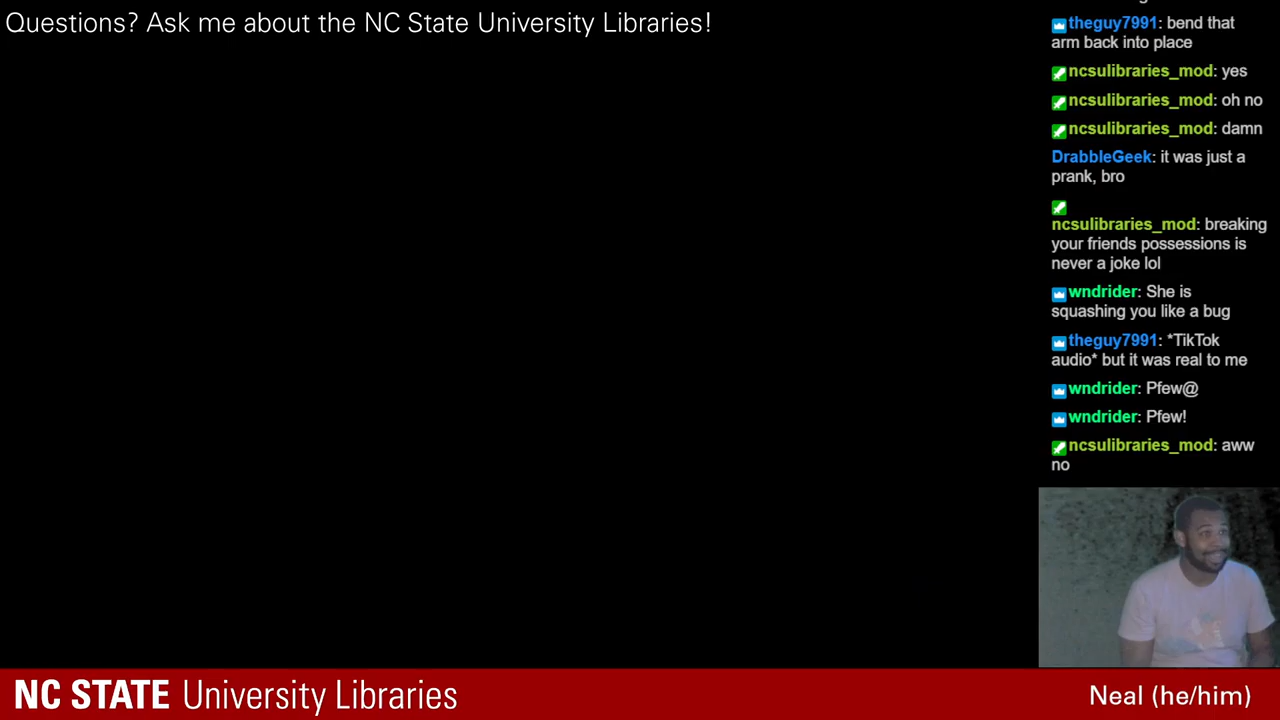 Questions? Ask me about the NC State University Libraries!
theguy7991: bend that
arm back into place
ncsulibraries_mod: yes
ncsulibraries_mod: oh no
ncsulibraries_mod: damn
DrabbleGeek: it was just a
prank, bro
ncsulibraries_mod: breaking
your friends possessions is
never a joke lol
wndrider: She is
squashing you like a bug
theguy7991: *TikTok
audio* but it was real to me
wndrider: Pfew@
wndrider: Pfew!
ncsulibraries_mod: aww
no
NC STATE University Libraries
Neal (he/him)